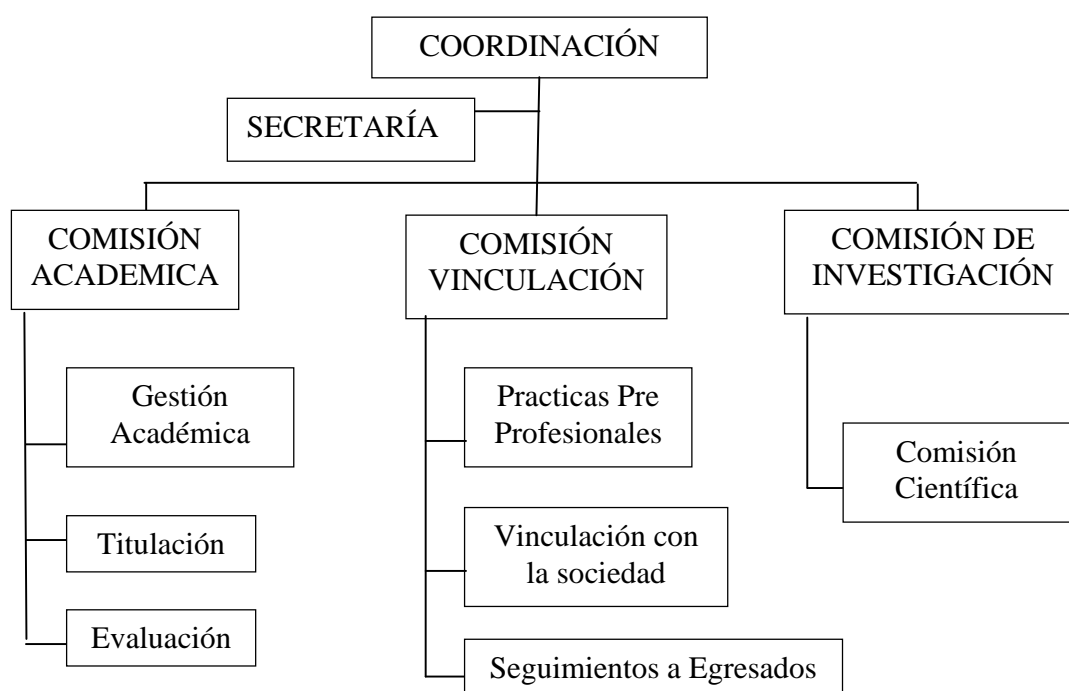 COORDINACIÓN
SECRETARÍA
COMISIÓN
ACADEMICA
COMISIÓN
VINCULACIÓN
COMISIÓN DE
INVESTIGACIÓN
Gestión
Académica
Titulación
Evaluación
Practicas Pre
Profesionales
Vinculación con
la sociedad
Seguimientos a Egresados
Comisión
Científica